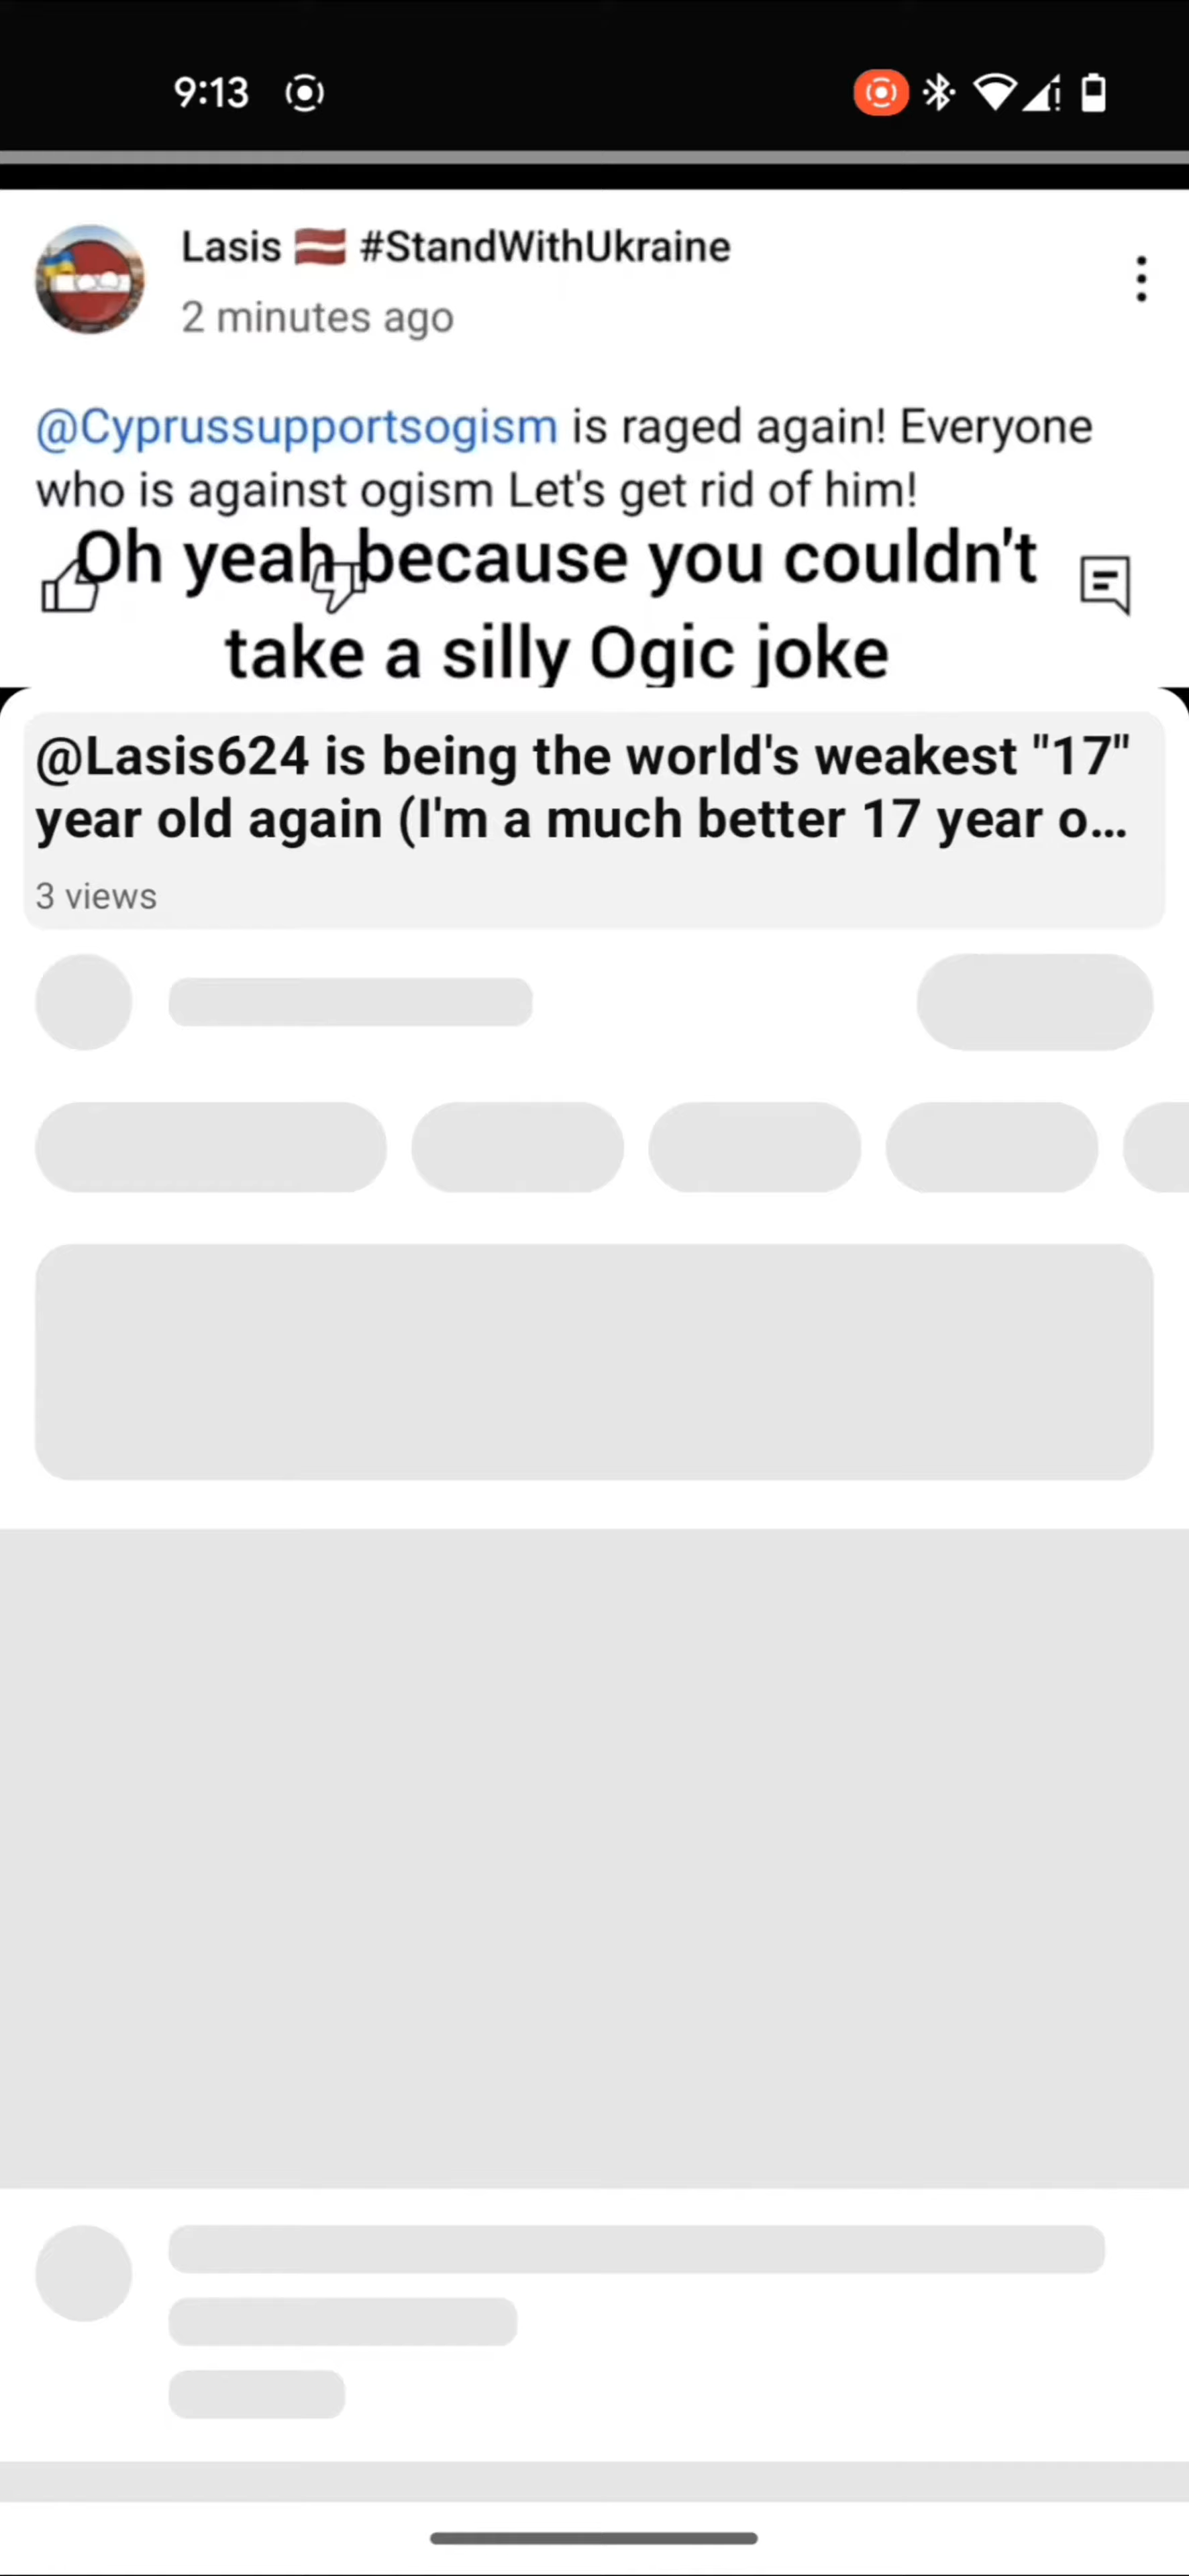 9:13
Lasis 🇱🇻 #StandWithUkraine
2 minutes ago
@Cyprussupportsogism is raged again! Everyone
who is against ogism Let's get rid of him!
Oh yeah because you couldn't
take a silly Ogic joke
@Lasis624 is being the world's weakest "17"
year old again (I'm a much better 17 year o...
3 views